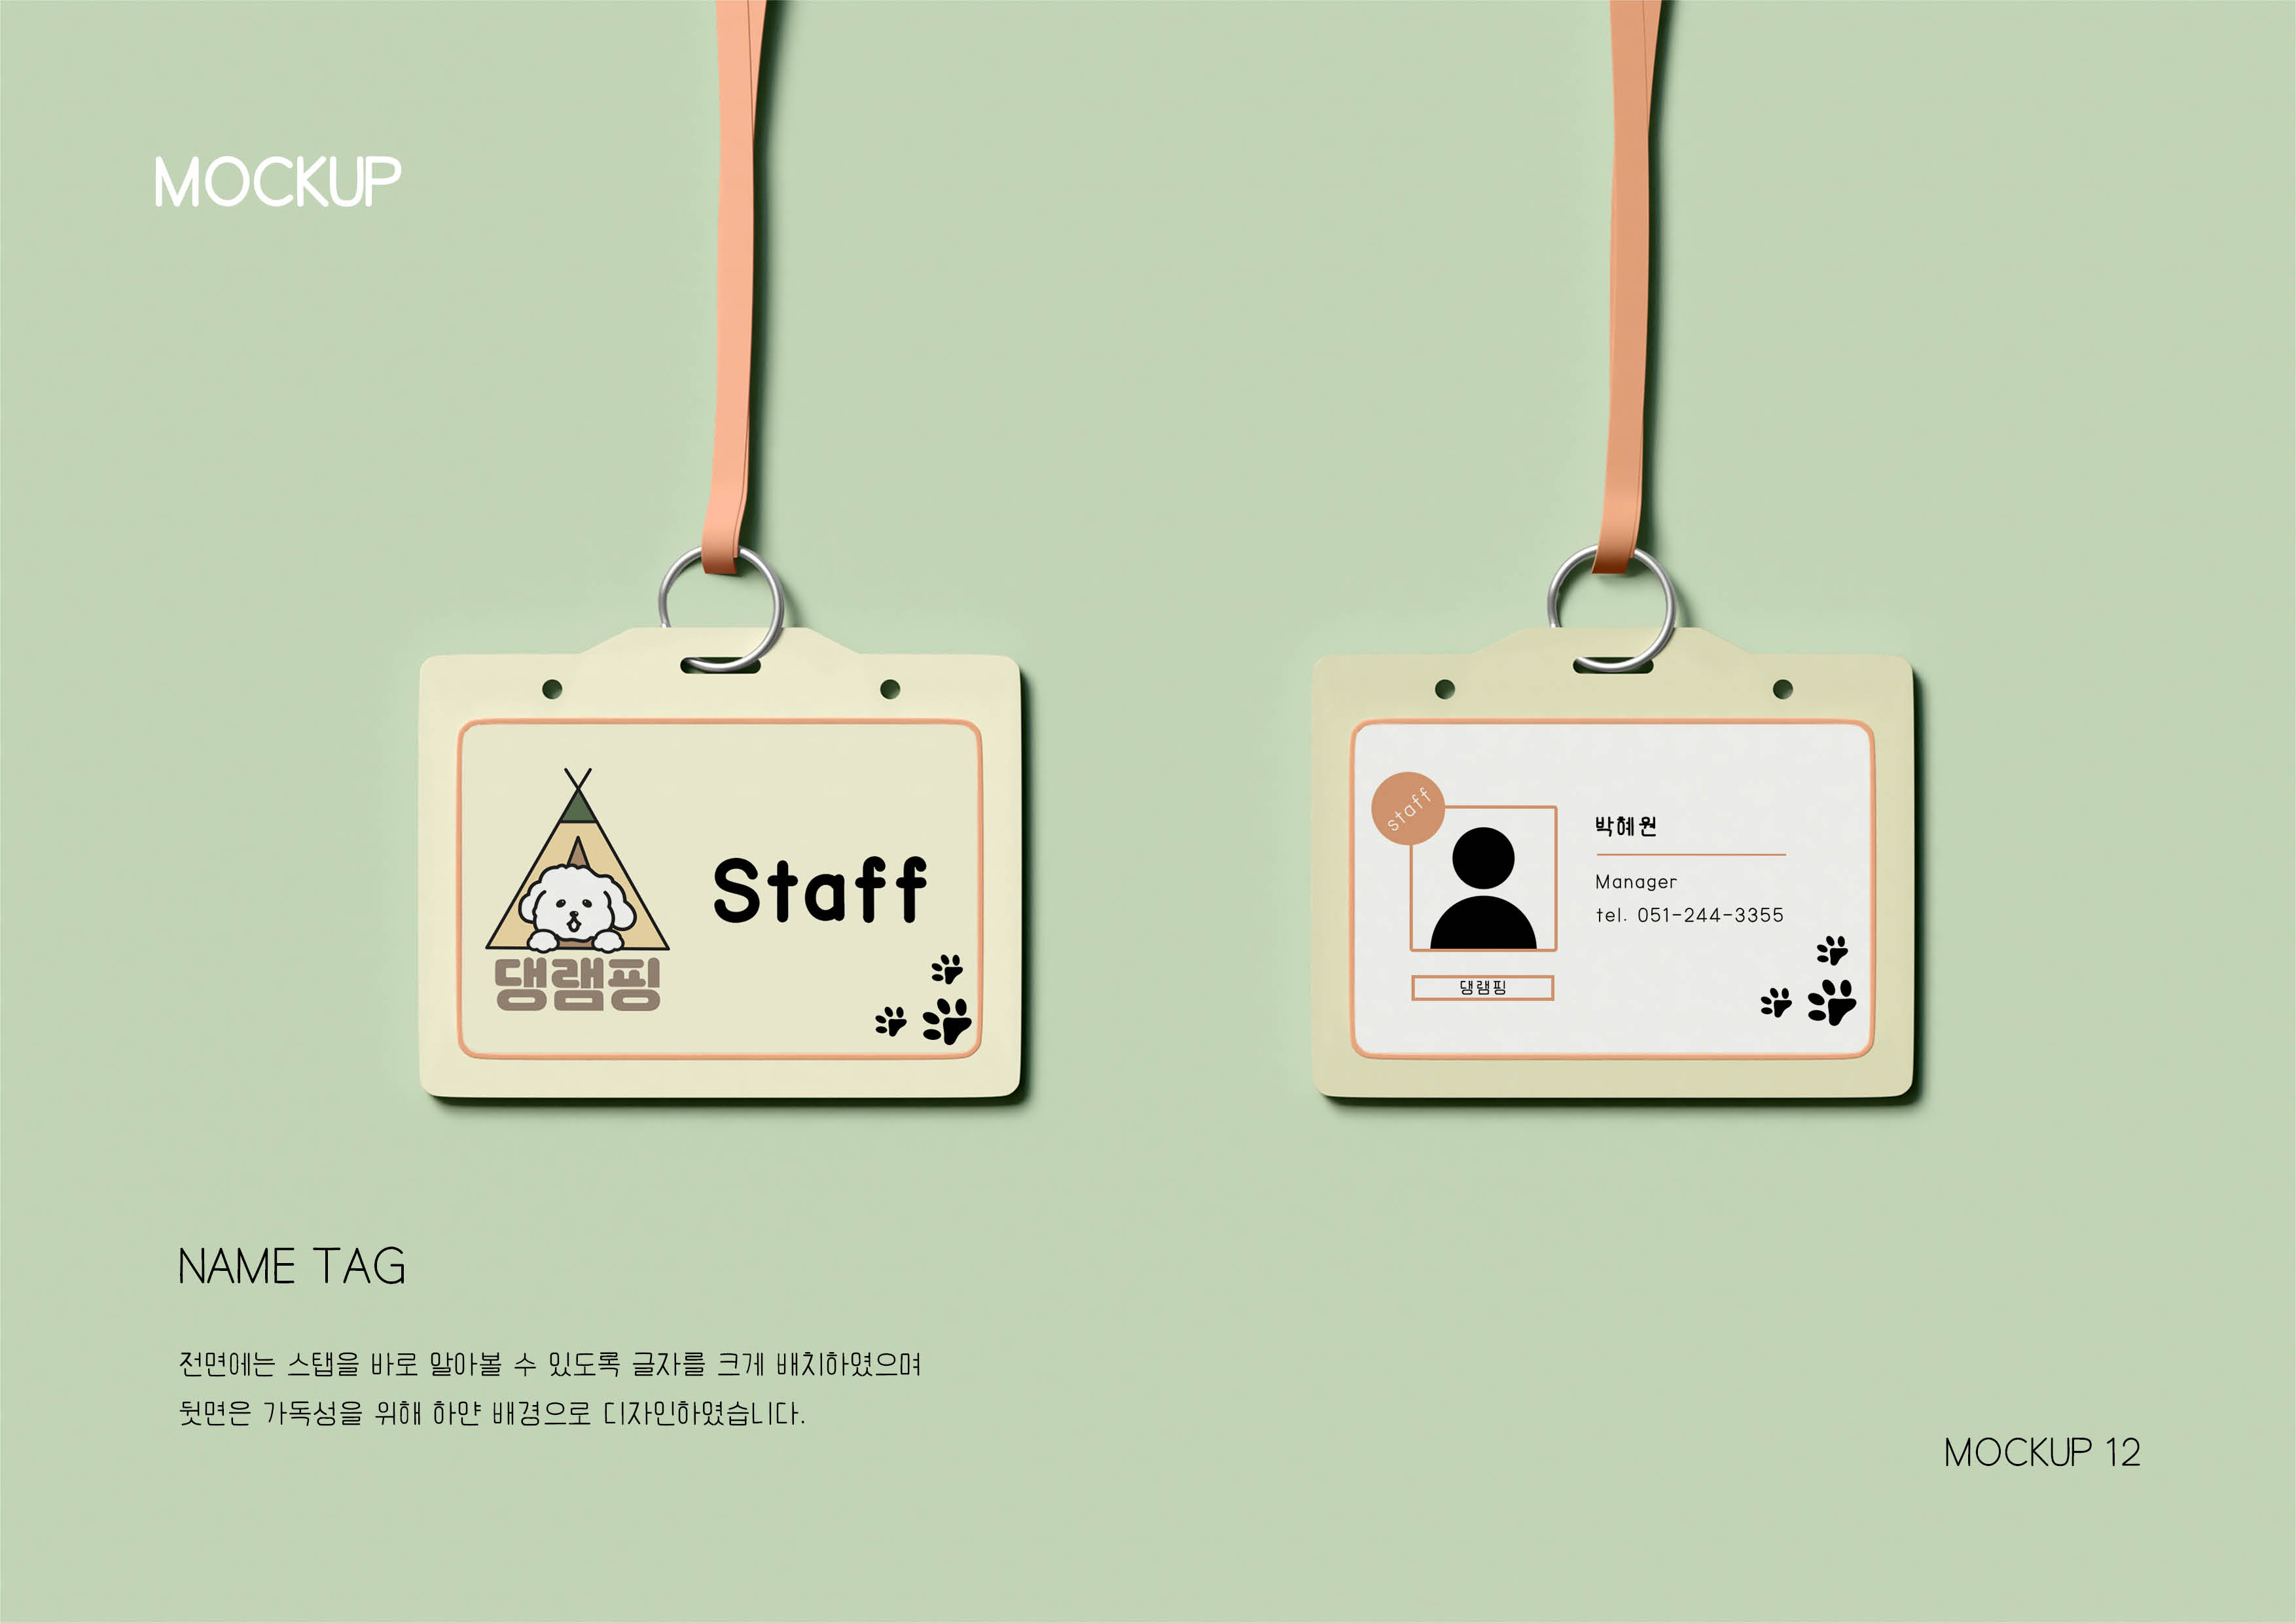 MOCKUP
댕램핑
Staff
staff
박혜원
Manager
tel. 051-244-3355
댕램핑
NAME TAG
전면에는 스탭을 바로 알아볼 수 있도록 글자를 크게 배치하였으며
뒷면은 가독성을 위해 하얀 배경으로 디자인하였습니다.
MOCKUP 12